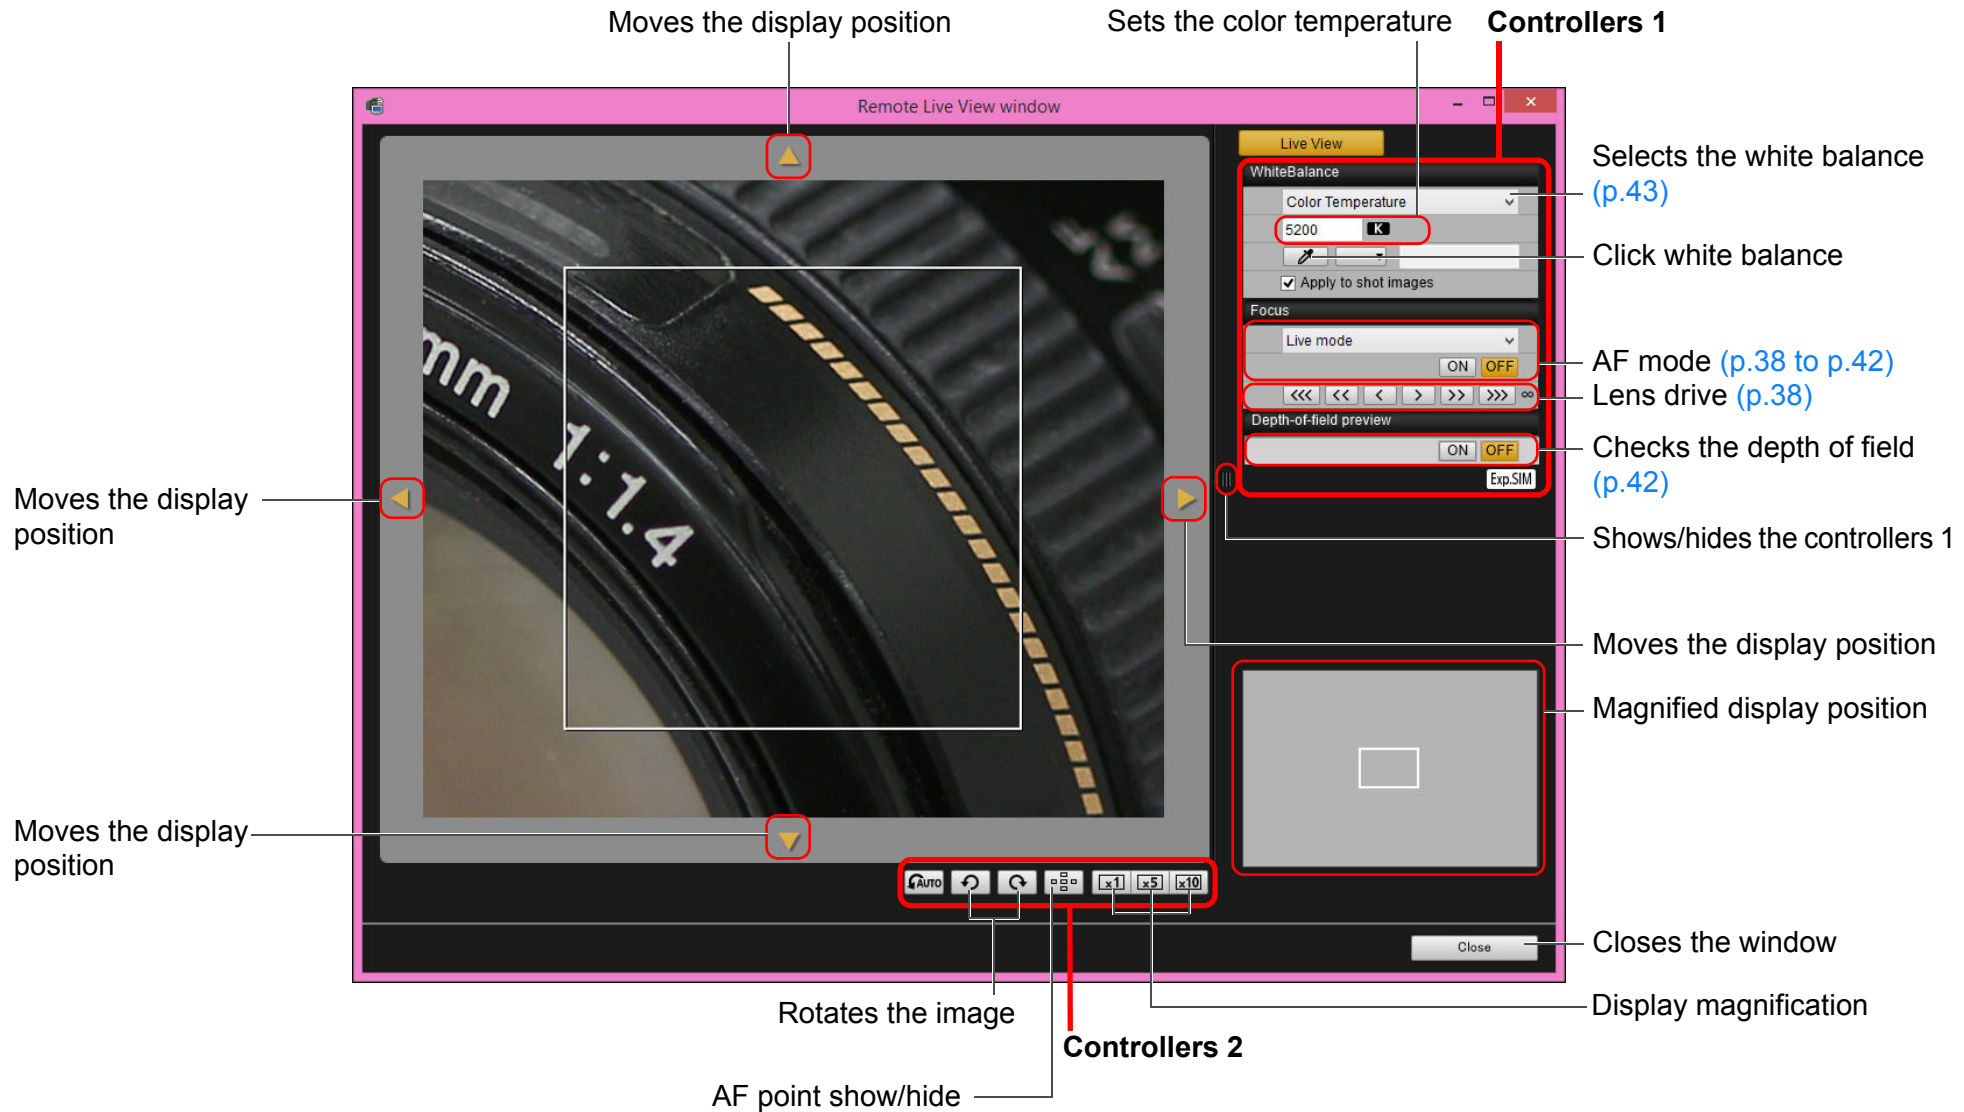 Moves the display position
Sets the color temperature
Controllers 1
Remote Live View window
Live View
WhiteBalance
Color Temperature
5200 K
Apply to shot images
Focus
Live mode
ON OFF
<<< << < > >> >>> ∞
Depth-of-field preview
ON OFF
Exp.SIM
Selects the white balance
(p.43)
Click white balance
AF mode (p.38 to p.42)
Lens drive (p.38)
Checks the depth of field
(p.42)
Shows/hides the controllers 1
Moves the display position
Magnified display position
Moves the display
position
Moves the display
position
mm 1:1.4
AUTO
x1 x5 x10
Close
Closes the window
Display magnification
Rotates the image
Controllers 2
AF point show/hide